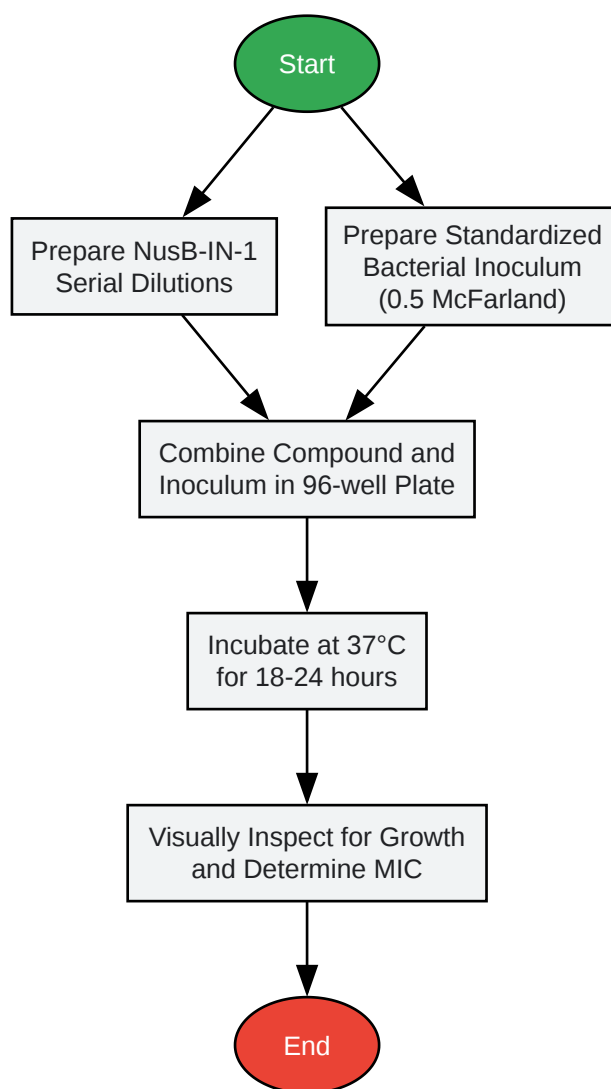 Start
Prepare NusB-IN-1
Serial Dilutions
Prepare Standardized
Bacterial Inoculum
(0.5 McFarland)
Combine Compound and
Inoculum in 96-well Plate
Incubate at 37°C
for 18-24 hours
Visually Inspect for Growth
and Determine MIC
End